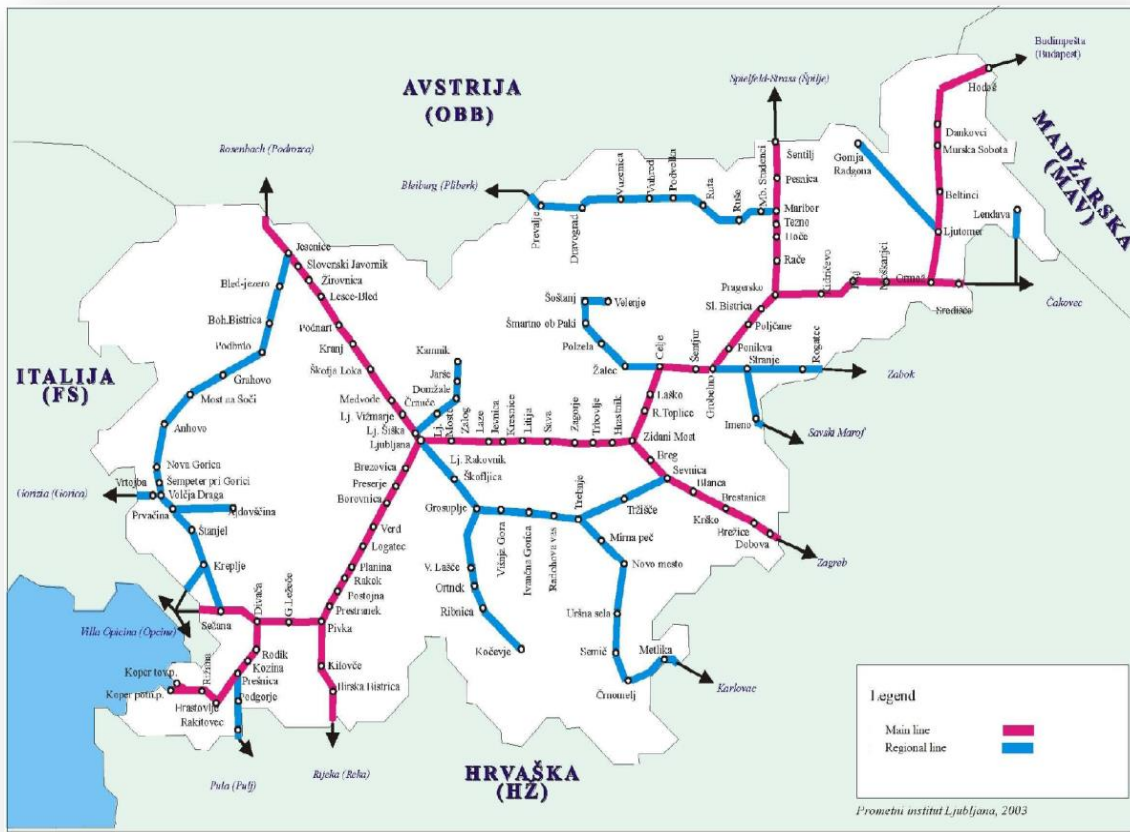 Budimpešta
(Budapest)
Hodoš
Spielfeld-Strass (Špilje)
AVSTRIJA
(OBB)
MADŽARSKA
(MAV)
Dankovci
Murska Sobota
Šentilj
Gornja
Radgona
Rosenbach (Podrozca)
Bleiburg (Pliberk)
Vuzenica
Vuhred
Podvelka
Ruta
Ruše
Mb. Studenci
Pesnica
Prevalje
Dravograd
Maribor
Tezno
Hoče
Beltinci
Lendava
Ljutomer
Jesenice
Slovenski Javornik
Žirovnica
Lesce-Bled
Bled-jezero
Rače
Pragersko
Kidričevo
Ormož
Središče
Čakovec
Sl. Bistrica
Šoštanj
Velenje
Boh.Bistrica
Podnart
Šmartno ob Paki
Poljčane
Kranj
Polzela
Ponikva
Podbrdo
Škofja Loka
Kamnik
Jarše
Domžale
Črnuče
Žalec
Celje
Šentjur
Grobelno
Stranje
Rogatec
Zabok
ITALIJA
(FS)
Grahovo
Most na Soči
Medvode
Lj. Vižmarje
Lj. Šiška
Ljubljana
Laško
R.Toplice
Imeno
Savski Marof
Anhovo
Lj.
Moste
Zalog
Laze
Jevnica
Kresnice
Litija
Sava
Zagorje
Trbovlje
Hrastnik
Zidani Most
Breg
Sevnica
Blanca
Brestanica
Krško
Brežice
Dobova
Zagreb
Nova Gorica
Šempeter pri Gorici
Vrtojba
Volčja Draga
Gorizia (Gorica)
Prvačina
Ajdovščina
Štanjel
Kreplje
Brezovica
Preserje
Borovnica
Verd
Logatec
Planina
Rakek
Postojna
Prestranek
Pivka
Lj. Rakovnik
Škofljica
Grosuplje
Višnja Gora
Ivančna Gorica
Radohova vas
Trebnje
Tržišče
Mirna peč
Novo mesto
V. Lašče
Ortnek
Ribnica
Kočevje
Uršna sela
Semič
Metlika
Črnomelj
Karlovac
Villa Opicina (Opčine)
Sežana
Divača
G.Ležeče
Rodik
Kozina
Prešnica
Podgorje
Koper tov.p.
Koper potn.p.
Rižana
Hrastovlje
Rakitovec
Kilovče
Ilirska Bistrica
Pula (Pulj)
Rijeka (Reka)
HRVAŠKA
(HŽ)
Legend
Main line
Regional line
Prometni institut Ljubljana, 2003